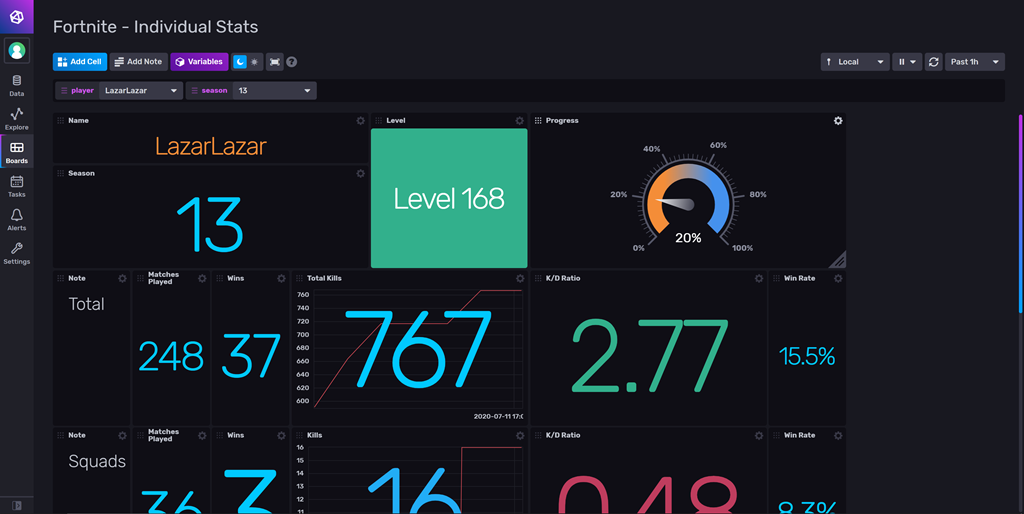 Fortnite - Individual Stats
Add Cell
Add Note
Variables
?
Local
Past 1h
player
LazarLazar
season
13
Data
Explore
Boards
Tasks
Alerts
Settings
Name
LazarLazar
Season
13
Level
Level 168
Progress
0%
20%
40%
60%
80%
100%
20%
Note
Total
Matches
Played
248
Wins
37
Total Kills
760
740
720
700
680
660
640
620
600
767
2020-07-11 17:0
K/D Ratio
2.77
Win Rate
15.5%
Note
Squads
Matches
Played
36
Wins
3
Kills
16
15
14
13
12
11
16
K/D Ratio
0.48
Win Rate
8.3%